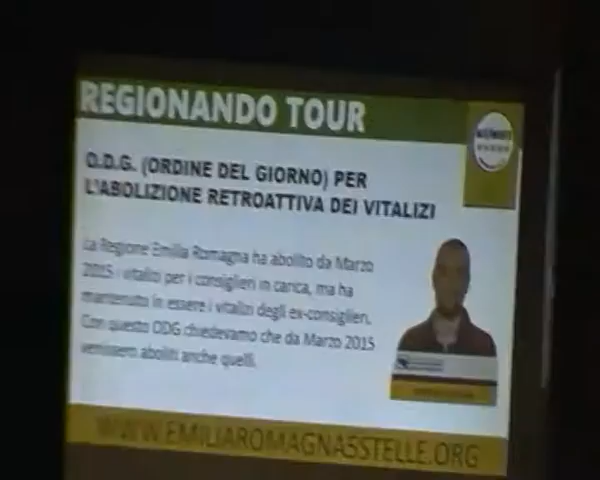 REGIONANDO TOUR
O.D.G. (ORDINE DEL GIORNO) PER
L'ABOLIZIONE RETROATTIVA DEI VITALIZI
La Regione Emilia Romagna ha abolito da Marzo
2015 i vitalizi per i consiglieri in carica, ma ha
mantenuto in essere i vitalizi degli ex-consiglieri.
Con questo ODG chiedevamo che da Marzo 2015
venissero aboliti anche quelli.
WWW.EMILIAROMAGNA5STELLE.ORG